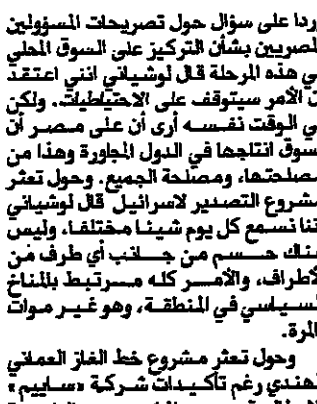 وردا على سؤال حول تصريحات المسؤولين
المصريين بشأن التركيز على السوق المحلي
في هذه المرحلة قال لوشياني انني اعتقد
ان الأمر سيتوقف على الاحتياطيات. ولكن
في الوقت نفسه أرى أن على مصر أن
تسوق انتاجها في الدول المجاورة وهذا من
مصلحتها، ومصلحة الجميع. وحول تعثر
مشروع التصدير لاسرائيل قال لوشياني
اننا نسمع كل يوم شيئا مختلفا، وليس
هناك حسم من جانب أي طرف من
الأطراف، والأمر كله مرتبط بالمناخ
السياسي في المنطقة، وهو غير موات
بالمرة.
وحول تعثر مشروع خط الغاز العماني
الهندي رغم تأكيدات شركة «سايبم»